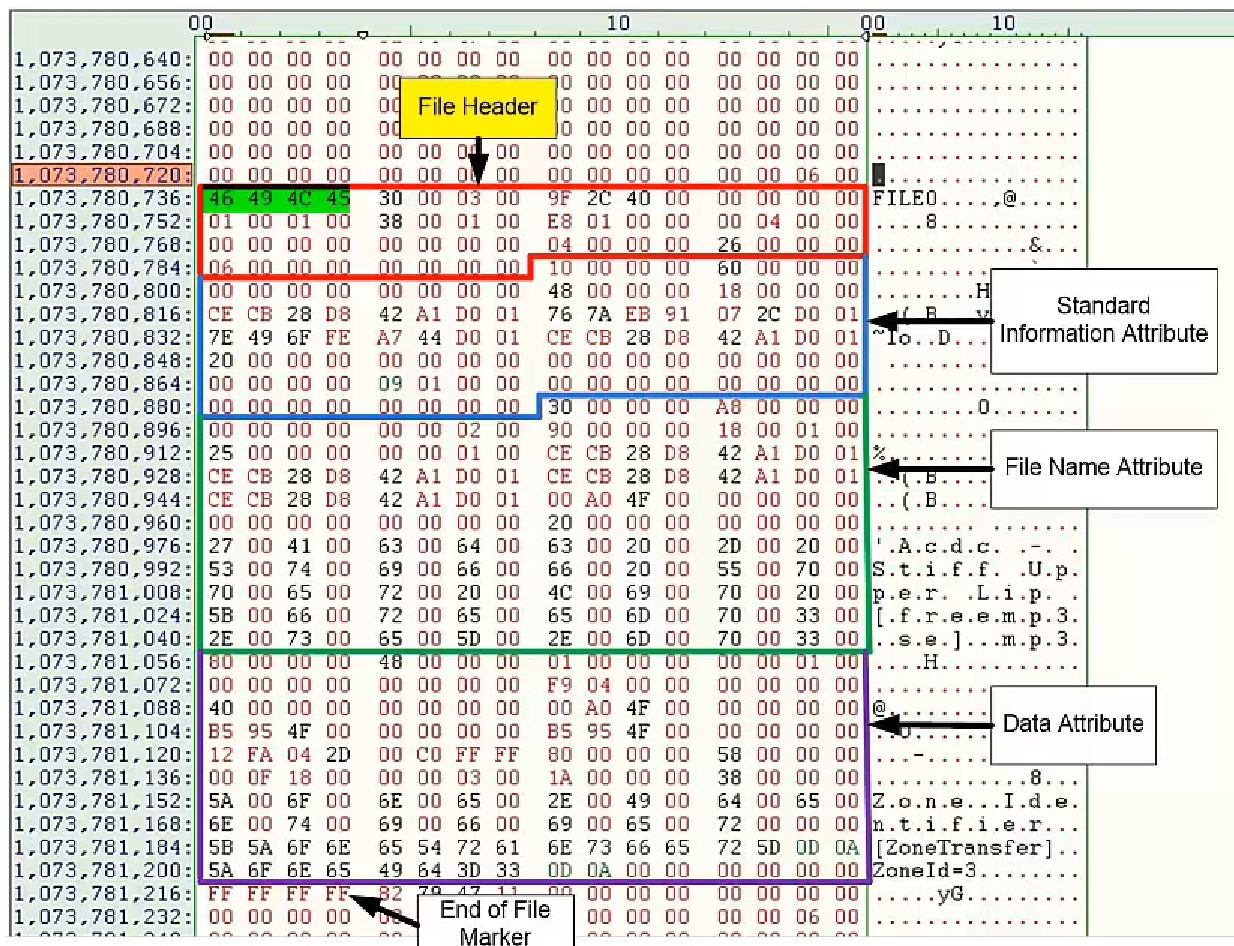 00 10 00 10
1,073,780,640: 00 00 00 00 00 00 00 00 00 00 00 00 00 00 00 00 ................
1,073,780,656: 00 00 00 00 00 00 00 00 00 00 00 00 00 00 00 00 ................
1,073,780,672: 00 00 00 00 00 00 00 00 00 00 00 00 00 ................
File Header
1,073,780,688: 00 00 00 00 00 00 00 00 00 00 00 00 00 ................
1,073,780,704: 00 00 00 00 00 00 00 00 00 00 00 00 00 00 ................
1,073,780,720: 00 00 00 00 00 00 00 00 00 00 00 00 00 06 00 ................
1,073,780,736: 46 49 4C 45 30 00 03 00 9F 2C 40 00 00 00 00 00 FILE0....,@.....
1,073,780,752: 01 00 01 00 38 00 01 00 E8 01 00 00 00 04 00 00 ....8...........
1,073,780,768: 00 00 00 00 00 00 00 00 04 00 00 00 26 00 00 00 ............&...
1,073,780,784: 06 00 00 00 00 00 00 00 10 00 00 00 60 00 00 00 ............`...
1,073,780,800: 00 00 00 00 00 00 00 00 48 00 00 00 18 00 00 00 ........H
1,073,780,816: CE CB 28 D8 42 A1 D0 01 76 7A EB 91 07 2C D0 01 ..(.B...v
Standard
Information Attribute
1,073,780,832: 7E 49 6F FE A7 44 D0 01 CE CB 28 D8 42 A1 D0 01 ~Io..D...
1,073,780,848: 20 00 00 00 00 00 00 00 00 00 00 00 00 00 00 00
1,073,780,864: 00 00 00 00 09 01 00 00 00 00 00 00 00 00 00 00 ................
1,073,780,880: 00 00 00 00 00 00 00 00 30 00 00 00 A8 00 00 00 ........0.......
1,073,780,896: 00 00 00 00 00 00 02 00 90 00 00 00 18 00 01 00 ................
1,073,780,912: 25 00 00 00 00 00 01 00 CE CB 28 D8 42 A1 D0 01 %
1,073,780,928: CE CB 28 D8 42 A1 D0 01 CE CB 28 D8 42 A1 D0 01 ..(.B...
File Name Attribute
1,073,780,944: CE CB 28 D8 42 A1 D0 01 00 A0 4F 00 00 00 00 00 ..(.B...
1,073,780,960: 00 00 00 00 00 00 00 00 20 00 00 00 00 00 00 00
1,073,780,976: 27 00 41 00 63 00 64 00 63 00 20 00 2D 00 20 00 '.A.c.d.c. .-. .
1,073,780,992: 53 00 74 00 69 00 66 00 66 00 20 00 55 00 70 00 S.t.i.f.f. .U.p.
1,073,781,008: 70 00 65 00 72 00 20 00 4C 00 69 00 70 00 20 00 p.e.r. .L.i.p. .
1,073,781,024: 5B 00 66 00 72 00 65 00 65 00 6D 00 70 00 33 00 [.f.r.e.e.m.p.3.
1,073,781,040: 2E 00 73 00 65 00 5D 00 2E 00 6D 00 70 00 33 00 ..s.e.]...m.p.3.
1,073,781,056: 80 00 00 00 48 00 00 00 01 00 00 00 00 00 01 00 ....H...........
1,073,781,072: 00 00 00 00 00 00 00 00 F9 04 00 00 00 00 00 00
1,073,781,088: 40 00 00 00 00 00 00 00 00 A0 4F 00 00 00 00 00 @
1,073,781,104: B5 95 4F 00 00 00 00 00 B5 95 4F 00 00 00 00 00
Data Attribute
1,073,781,120: 12 FA 04 2D 00 C0 FF FF 80 00 00 00 58 00 00 00 ...-
1,073,781,136: 00 0F 18 00 00 00 03 00 1A 00 00 00 38 00 00 00 ............8...
1,073,781,152: 5A 00 6F 00 6E 00 65 00 2E 00 49 00 64 00 65 00 Z.o.n.e...I.d.e.
1,073,781,168: 6E 00 74 00 69 00 66 00 69 00 65 00 72 00 00 00 n.t.i.f.i.e.r...
1,073,781,184: 5B 5A 6F 6E 65 54 72 61 6E 73 66 65 72 5D 0D 0A [ZoneTransfer]..
1,073,781,200: 5A 6F 6E 65 49 64 3D 33 0D 0A 00 00 00 00 00 00 ZoneId=3........
1,073,781,216: FF FF FF FF 82 79 47 11 00 00 00 00 00 00 00 00 .....yG.........
1,073,781,232: 00 00 00 00 00 00 00 00 06 00 ................
End of File
Marker